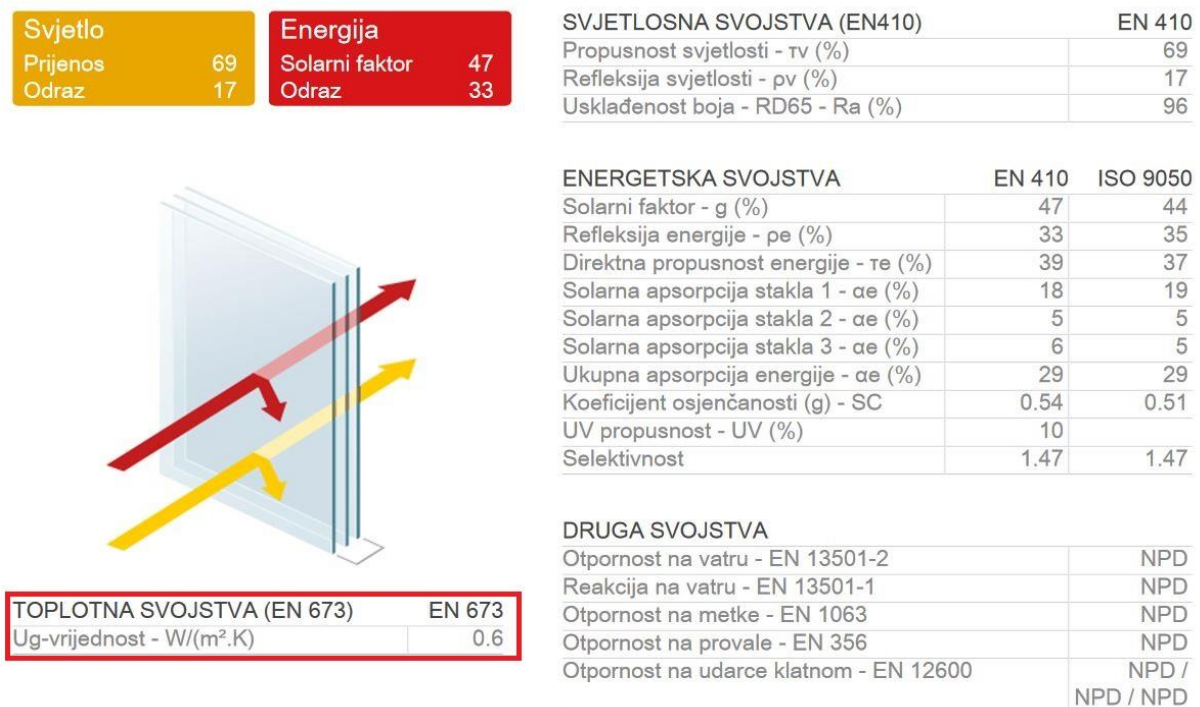 Svjetlo
Prijenos 69
Odraz 17
Energija
Solarni faktor 47
Odraz 33
TOPLOTNA SVOJSTVA (EN 673) EN 673
Ug-vrijednost - W/(m².K) 0.6
SVJETLOSNA SVOJSTVA (EN410) EN 410
Propusnost svjetlosti - τv (%) 69
Refleksija svjetlosti - ρv (%) 17
Usklađenost boja - RD65 - Ra (%) 96
ENERGETSKA SVOJSTVA EN 410 ISO 9050
Solarni faktor - g (%) 47 44
Refleksija energije - ρe (%) 33 35
Direktna propusnost energije - τe (%) 39 37
Solarna apsorpcija stakla 1 - αe (%) 18 19
Solarna apsorpcija stakla 2 - αe (%) 5 5
Solarna apsorpcija stakla 3 - αe (%) 6 5
Ukupna apsorpcija energije - αe (%) 29 29
Koeficijent osjenčanosti (g) - SC 0.54 0.51
UV propusnost - UV (%) 10
Selektivnost 1.47 1.47
DRUGA SVOJSTVA
Otpornost na vatru - EN 13501-2 NPD
Reakcija na vatru - EN 13501-1 NPD
Otpornost na metke - EN 1063 NPD
Otpornost na provale - EN 356 NPD
Otpornost na udarce klatnom - EN 12600 NPD /
NPD / NPD